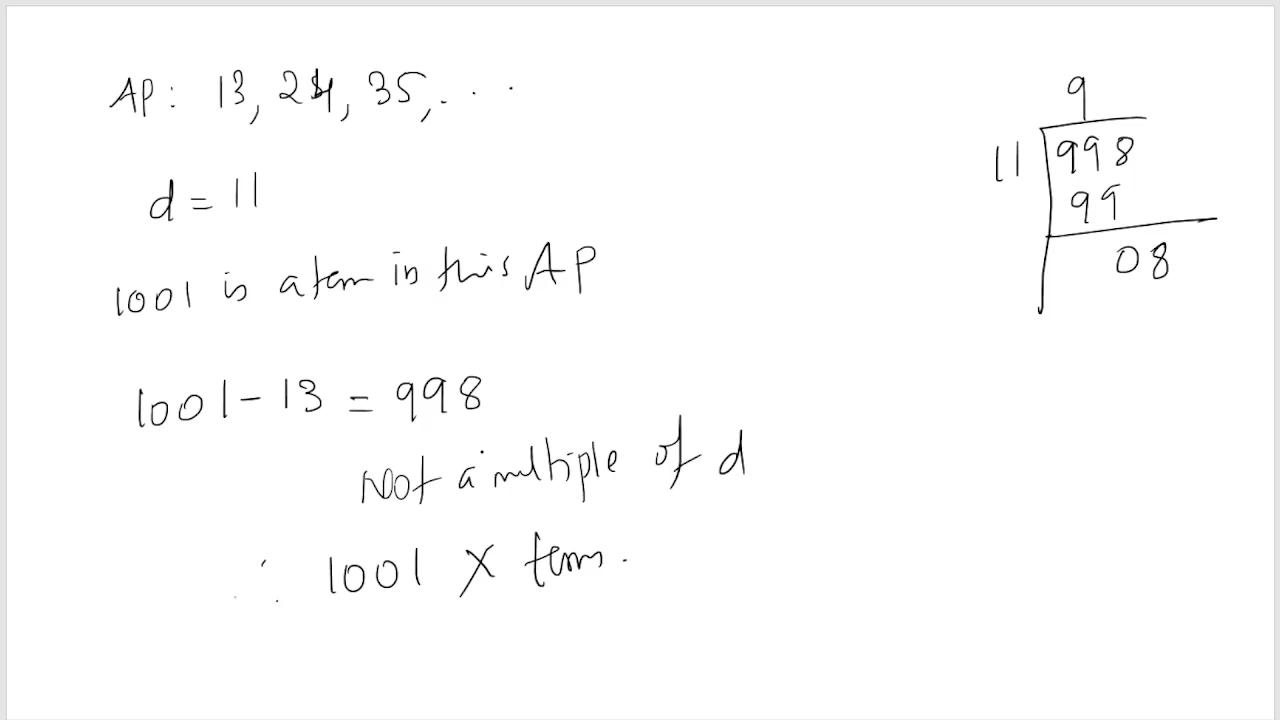 AP: 13, 24, 35, ....
d = 11
1001 is a term in this AP
1001 - 13 = 998
Not a multiple of d
∴ 1001 X term.
9
11 998
99
08